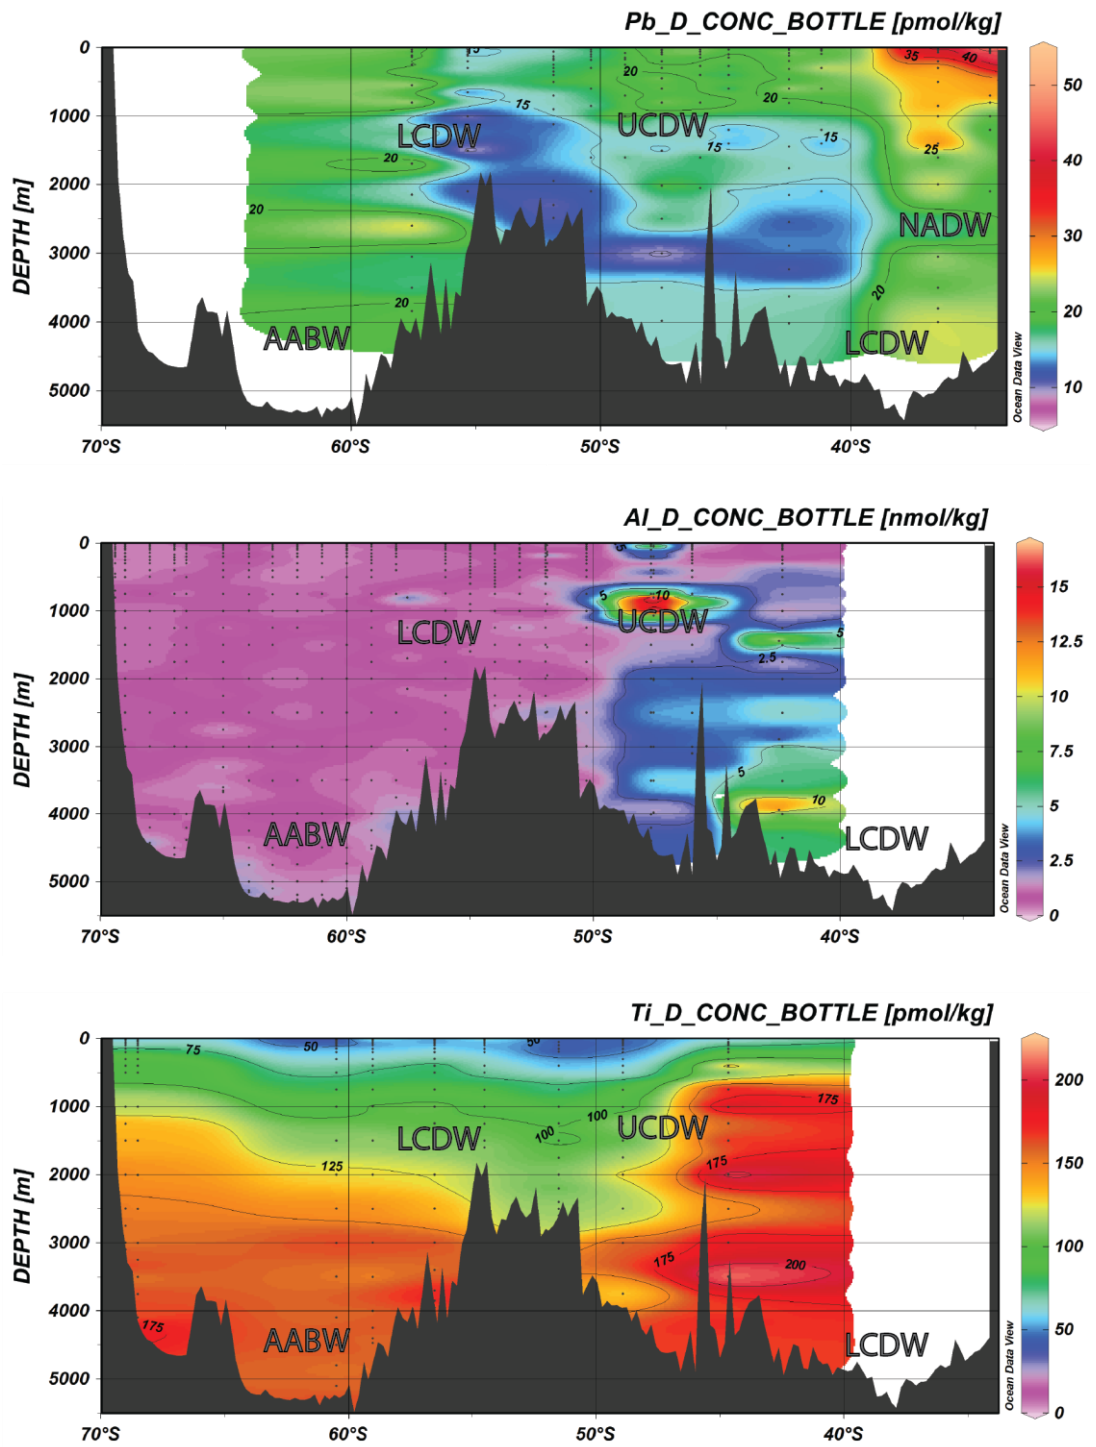 Pb_D_CONC_BOTTLE [pmol/kg]
0
1000
2000
3000
4000
5000
DEPTH [m]
70°S
60°S
50°S
40°S
15
15
20
20
15
20
20
20
35
40
25
20
LCDW
UCDW
NADW
AABW
LCDW
Ocean Data View
50
40
30
20
10
Al_D_CONC_BOTTLE [nmol/kg]
0
1000
2000
3000
4000
5000
DEPTH [m]
70°S
60°S
50°S
40°S
5
5
10
5
2.5
5
10
LCDW
UCDW
AABW
LCDW
Ocean Data View
15
12.5
10
7.5
5
2.5
0
Ti_D_CONC_BOTTLE [pmol/kg]
0
1000
2000
3000
4000
5000
DEPTH [m]
70°S
60°S
50°S
40°S
75
50
50
175
100
100
125
175
175
200
175
LCDW
UCDW
AABW
LCDW
Ocean Data View
200
150
100
50
0